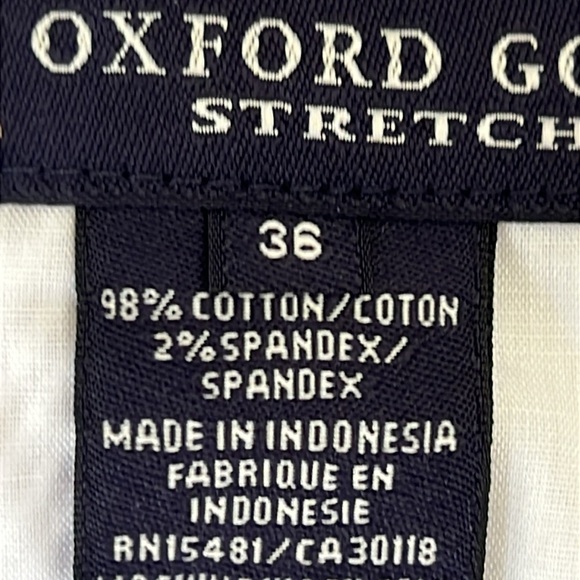 OXFORD
STRETCH
36
98% COTTON/COTON
2% SPANDEX/
SPANDEX
MADE IN INDONESIA
FABRIQUE EN
INDONESIE
RN15481/CA30118